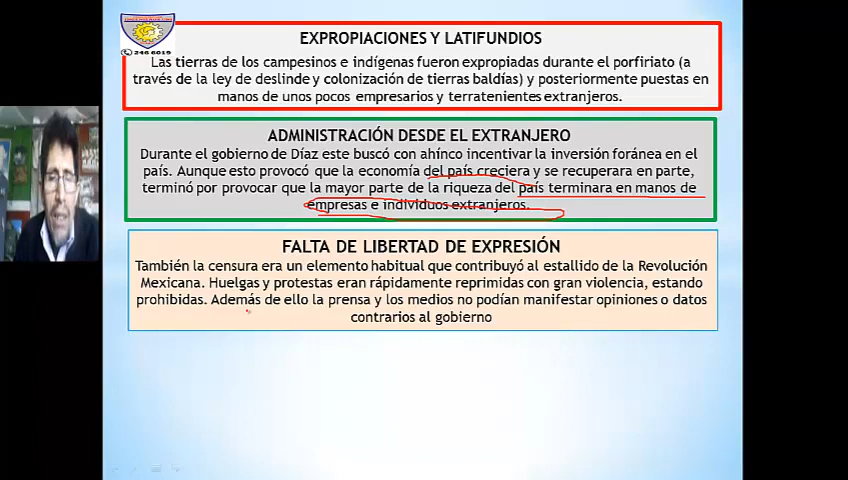 246 6019
EXPROPIACIONES Y LATIFUNDIOS
Las tierras de los campesinos e indígenas fueron expropiadas durante el porfiriato (a
través de la ley de deslinde y colonización de tierras baldías) y posteriormente puestas en
manos de unos pocos empresarios y terratenientes extranjeros.
ADMINISTRACIÓN DESDE EL EXTRANJERO
Durante el gobierno de Díaz este buscó con ahínco incentivar la inversión foránea en el
país. Aunque esto provocó que la economía del país creciera y se recuperara en parte,
terminó por provocar que la mayor parte de la riqueza del país terminara en manos de
empresas e individuos extranjeros.
FALTA DE LIBERTAD DE EXPRESIÓN
También la censura era un elemento habitual que contribuyó al estallido de la Revolución
Mexicana. Huelgas y protestas eran rápidamente reprimidas con gran violencia, estando
prohibidas. Además de ello la prensa y los medios no podían manifestar opiniones o datos
contrarios al gobierno